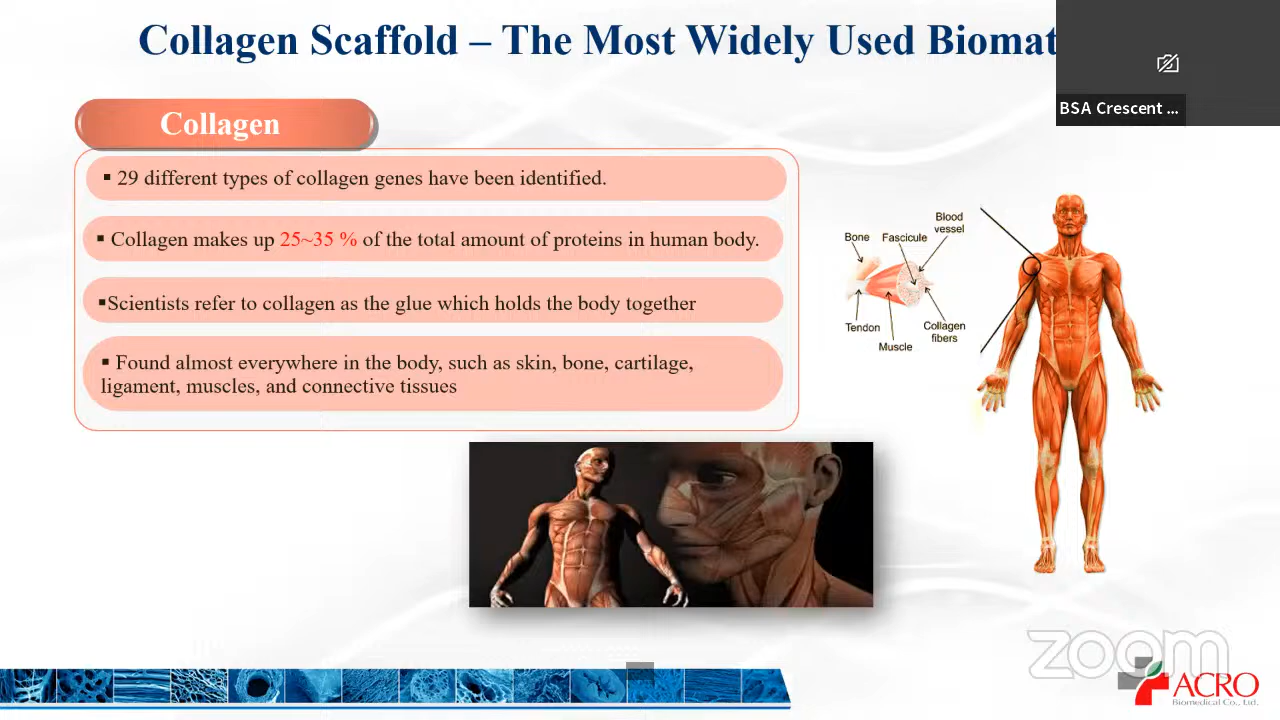 Collagen Scaffold – The Most Widely Used Biomat
BSA Crescent ...
Collagen
▪ 29 different types of collagen genes have been identified.
▪ Collagen makes up 25~35 % of the total amount of proteins in human body.
▪Scientists refer to collagen as the glue which holds the body together
▪ Found almost everywhere in the body, such as skin, bone, cartilage,
ligament, muscles, and connective tissues
Blood
vessel
Bone
Fascicule
Tendon
Muscle
Collagen
fibers
zoom
ACRO
Biomedical Co., Ltd.